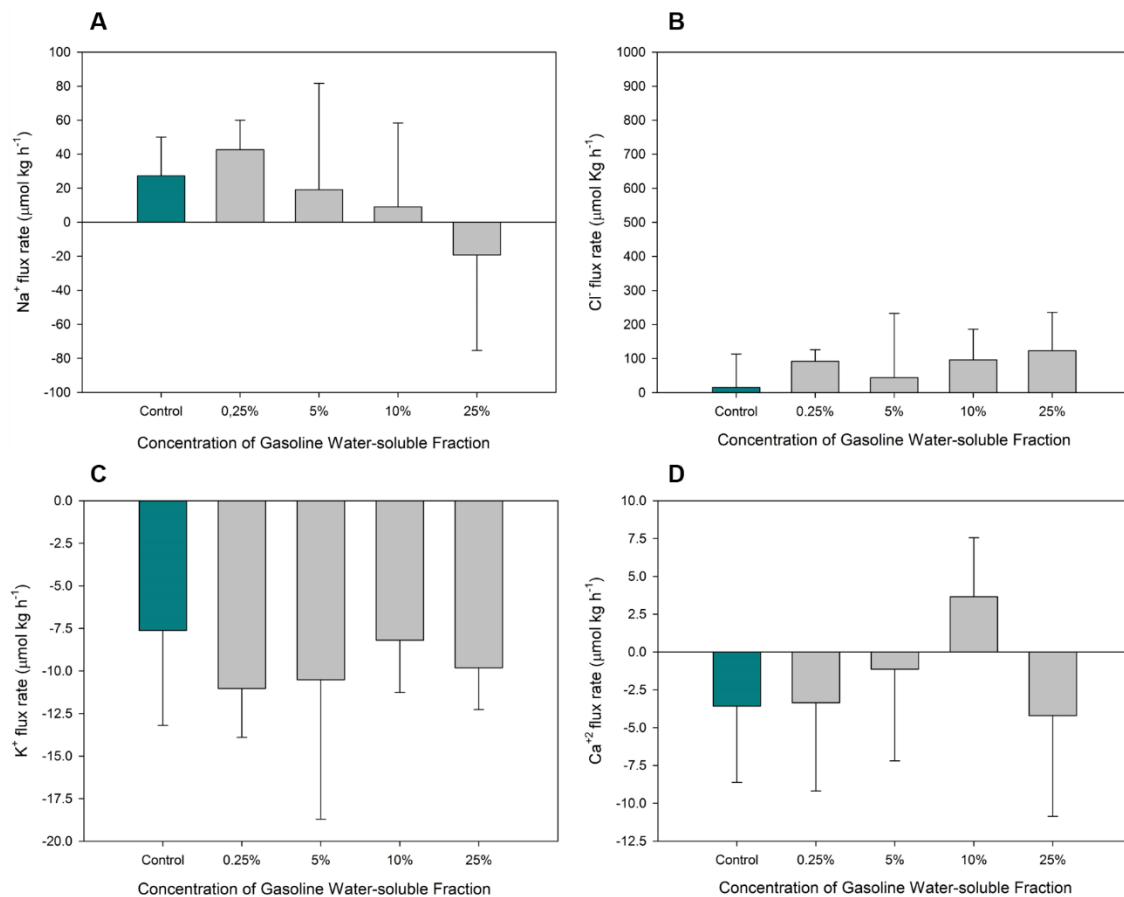 A
100
80
60
40
20
0
-20
-40
-60
-80
-100
Na⁺ flux rate (μmol kg h⁻¹)
Control 0,25% 5% 10% 25%
Concentration of Gasoline Water-soluble Fraction
B
1000
900
800
700
600
500
400
300
200
100
0
Cl⁻ flux rate (μmol Kg h⁻¹)
Control 0.25% 5% 10% 25%
Concentration of Gasoline Water-soluble Fraction
C
0.0
-2.5
-5.0
-7.5
-10.0
-12.5
-15.0
-17.5
-20.0
K⁺ flux rate (μmol kg h⁻¹)
Control 0.25% 5% 10% 25%
Concentration of Gasoline Water-soluble Fraction
D
10.0
7.5
5.0
2.5
0.0
-2.5
-5.0
-7.5
-10.0
-12.5
Ca⁺² flux rate (μmol kg h⁻¹)
Control 0.25% 5% 10% 25%
Concentration of Gasoline Water-soluble Fraction